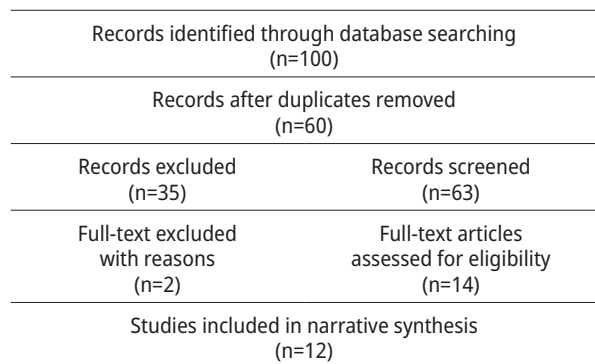 Records identified through database searching
(n=100)
Records after duplicates removed
(n=60)
Records excluded
(n=35)
Records screened
(n=63)
Full-text excluded
with reasons
(n=2)
Full-text articles
assessed for eligibility
(n=14)
Studies included in narrative synthesis
(n=12)